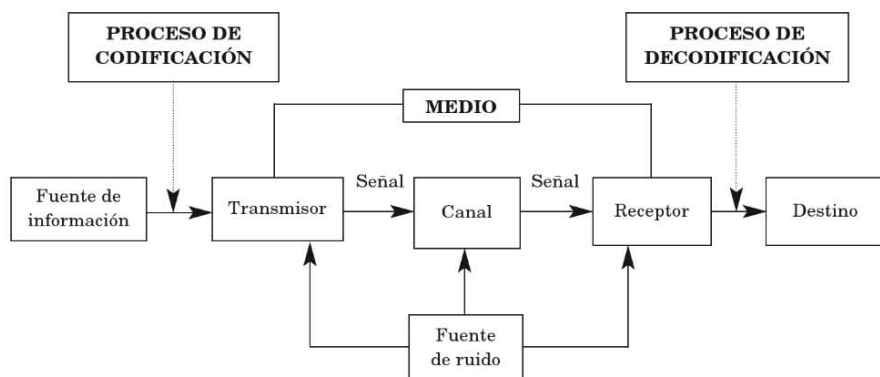 PROCESO DE
CODIFICACIÓN
PROCESO DE
DECODIFICACIÓN
MEDIO
Fuente de
información
Transmisor
Señal
Canal
Señal
Receptor
Destino
Fuente
de ruido